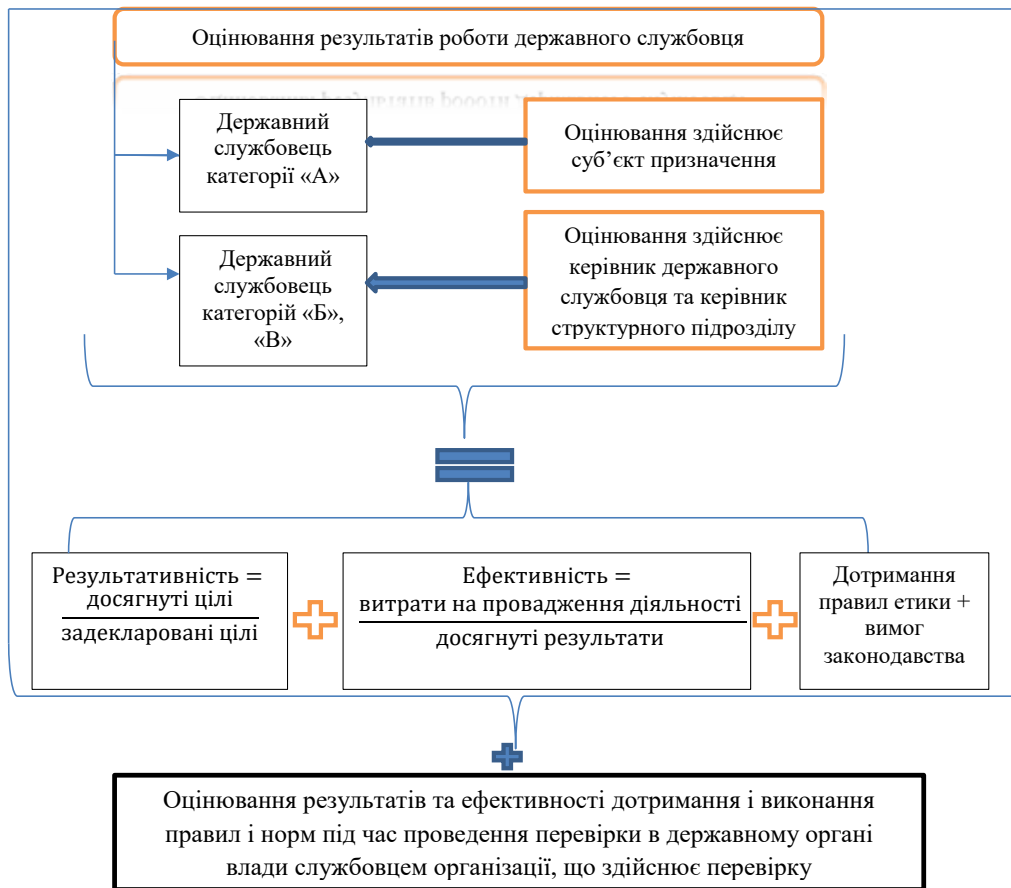 Оцінювання результатів роботи державного службовця
Державний
службовець
категорії «А»
Оцінювання здійснює
суб’єкт призначення
Державний
службовець
категорій «Б»,
«В»
Оцінювання здійснює
керівник державного
службовця та керівник
структурного підрозділу
Результативність =
досягнуті цілі
задекларовані цілі
Ефективність =
витрати на провадження діяльності
досягнуті результати
Дотримання
правил етики +
вимог
законодавства
Оцінювання результатів та ефективності дотримання і виконання
правил і норм під час проведення перевірки в державному органі
влади службовцем організації, що здійснює перевірку